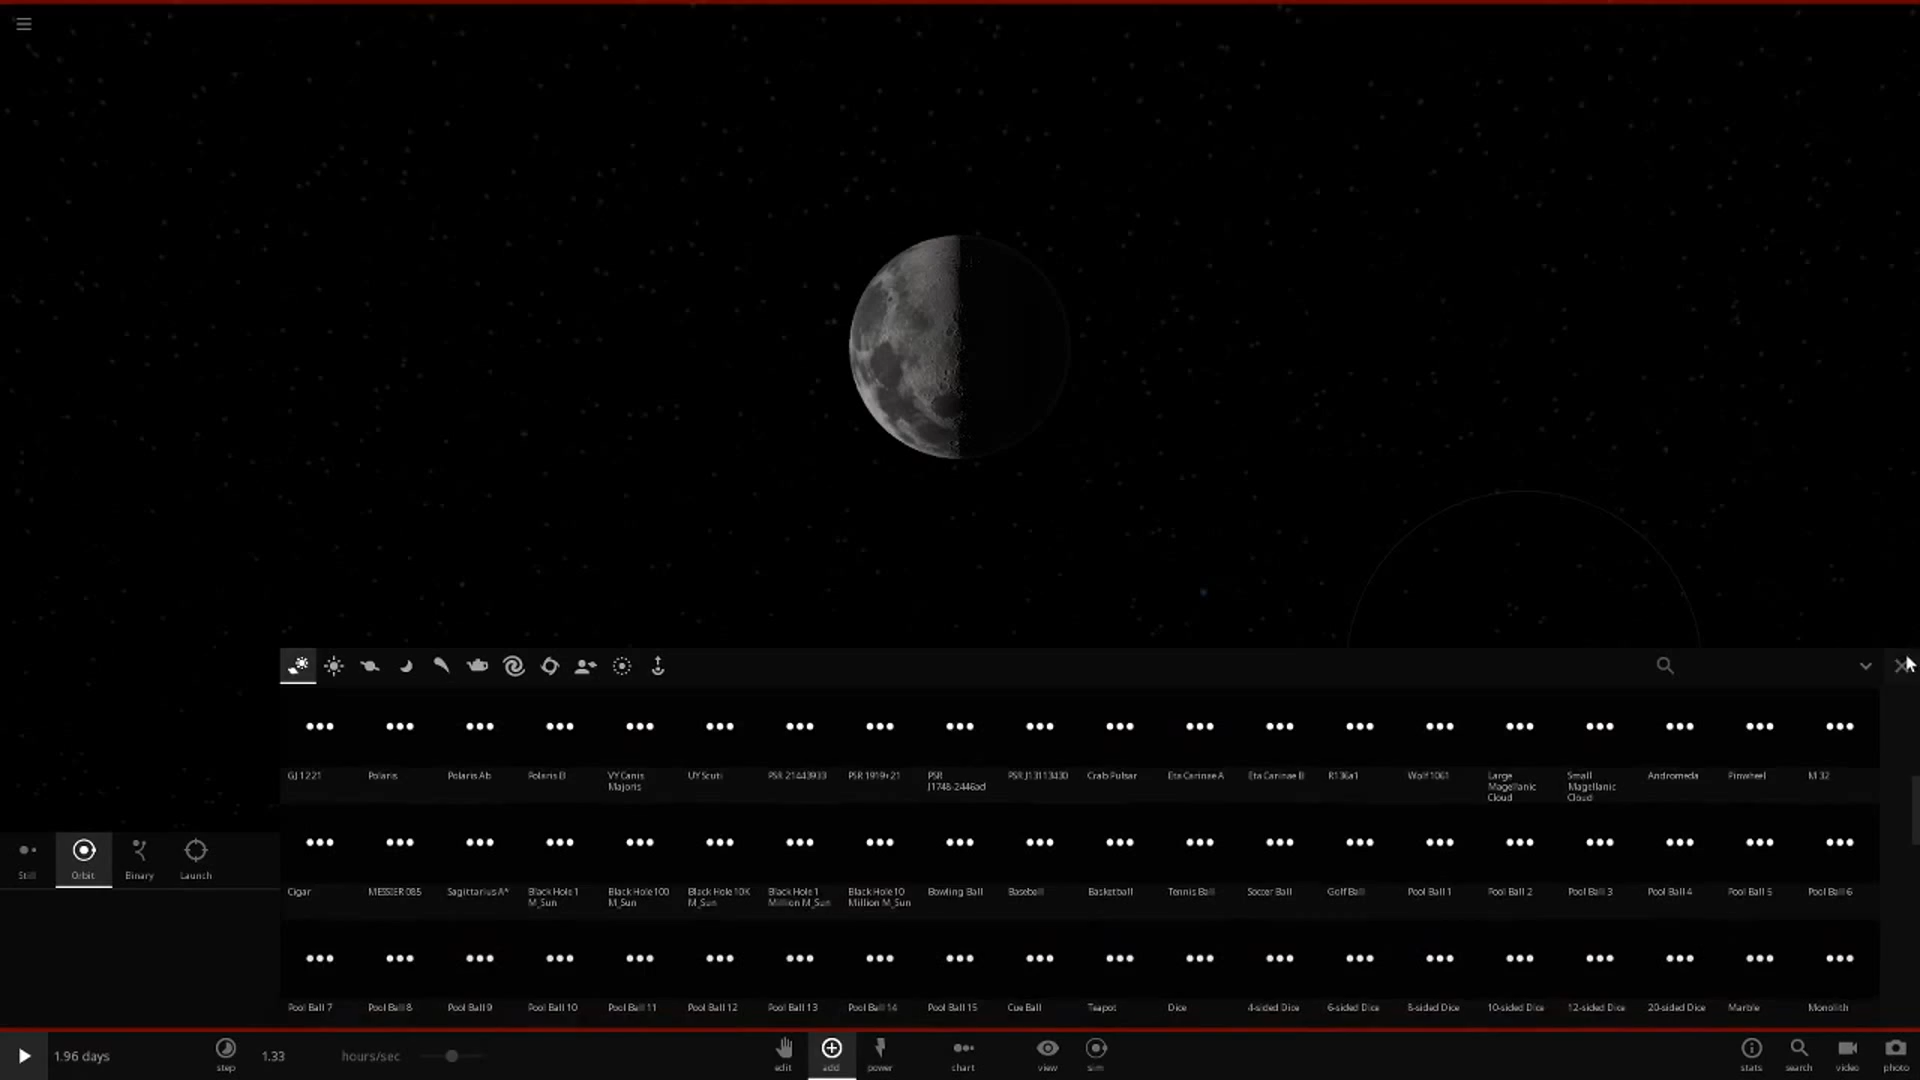 GJ 1221 Polaris Polaris Ab Polaris B VY Canis Majoris UY Scuti PSR 21443933 PSR 1919+21 PSR J1748-2446ad PSR J13113430 Crab Pulsar Eta Carinae A Eta Carinae B R136a1 Wolf 1061 Large Magellanic Cloud Small Magellanic Cloud Andromeda Pinwheel M 32
Still Orbit Binary Launch
Cigar MESSIER 085 Sagittarius A* Black Hole 1 M_Sun Black Hole 100 M_Sun Black Hole 10K M_Sun Black Hole 1 Million M_Sun Black Hole 10 Million M_Sun Bowling Ball Baseball Basketball Tennis Ball Soccer Ball Golf Ball Pool Ball 1 Pool Ball 2 Pool Ball 3 Pool Ball 4 Pool Ball 5 Pool Ball 6
Pool Ball 7 Pool Ball 8 Pool Ball 9 Pool Ball 10 Pool Ball 11 Pool Ball 12 Pool Ball 13 Pool Ball 14 Pool Ball 15 Cue Ball Teapot Dice 4-sided Dice 6-sided Dice 8-sided Dice 10-sided Dice 12-sided Dice 20-sided Dice Marble Monolith
1.96 days step 1.33 hours/sec edit add power chart view sim stats search video photo